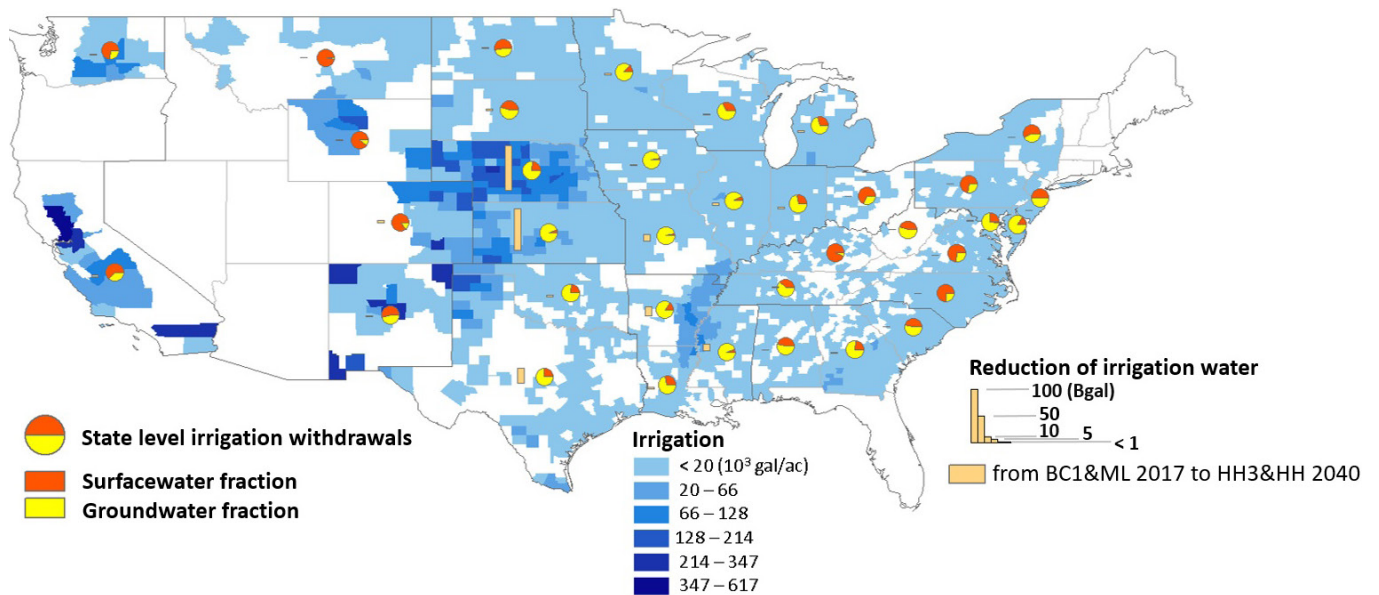 State level irrigation withdrawals
Surfacewater fraction
Groundwater fraction
Irrigation
< 20 (10³ gal/ac)
20 – 66
66 – 128
128 – 214
214 – 347
347 – 617
Reduction of irrigation water
100 (Bgal)
50
10
5
< 1
from BC1&ML 2017 to HH3&HH 2040